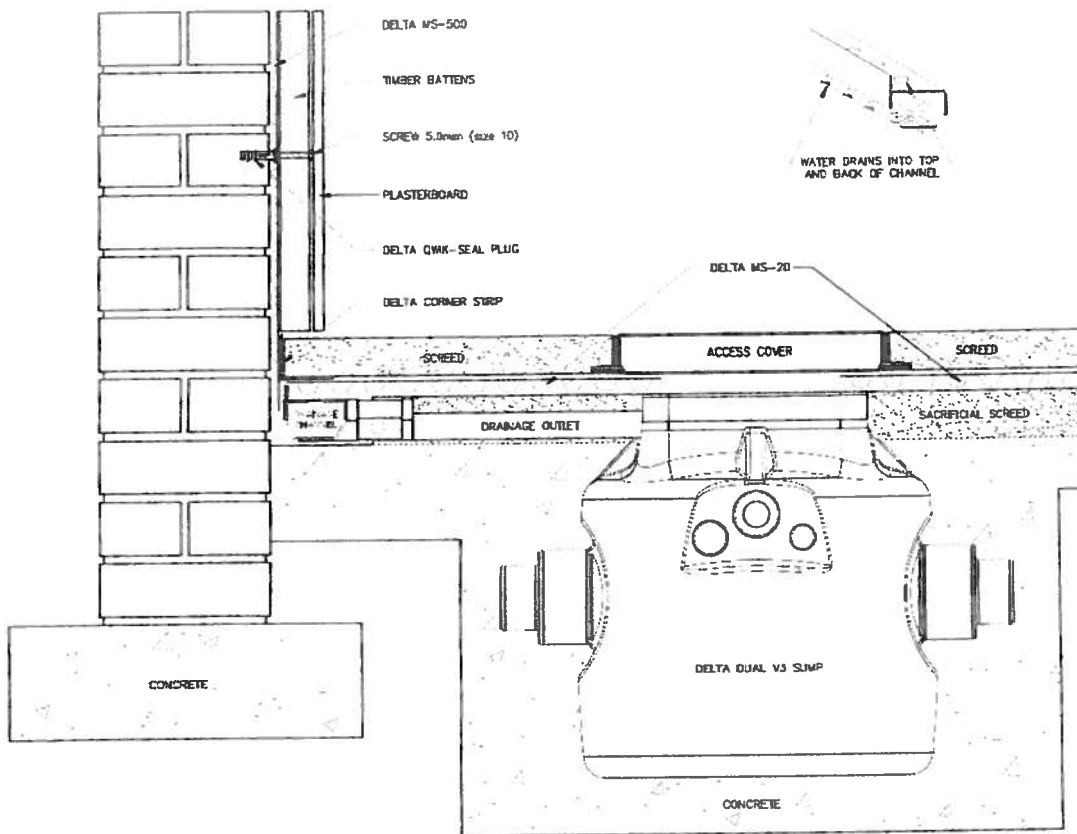 DELTA MS-500
TIMBER BATTENS
SCREW 5.0mm (size 10)
PLASTERBOARD
DELTA QWIK-SEAL PLUG
DELTA CORNER STRIP
7
WATER DRAINS INTO TOP
AND BACK OF CHANNEL
DELTA MS-20
SCREED
ACCESS COVER
SCREED
DRAINAGE OUTLET
SACRIFICIAL SCREED
CONCRETE
DELTA DUAL V3 SUMP
CONCRETE